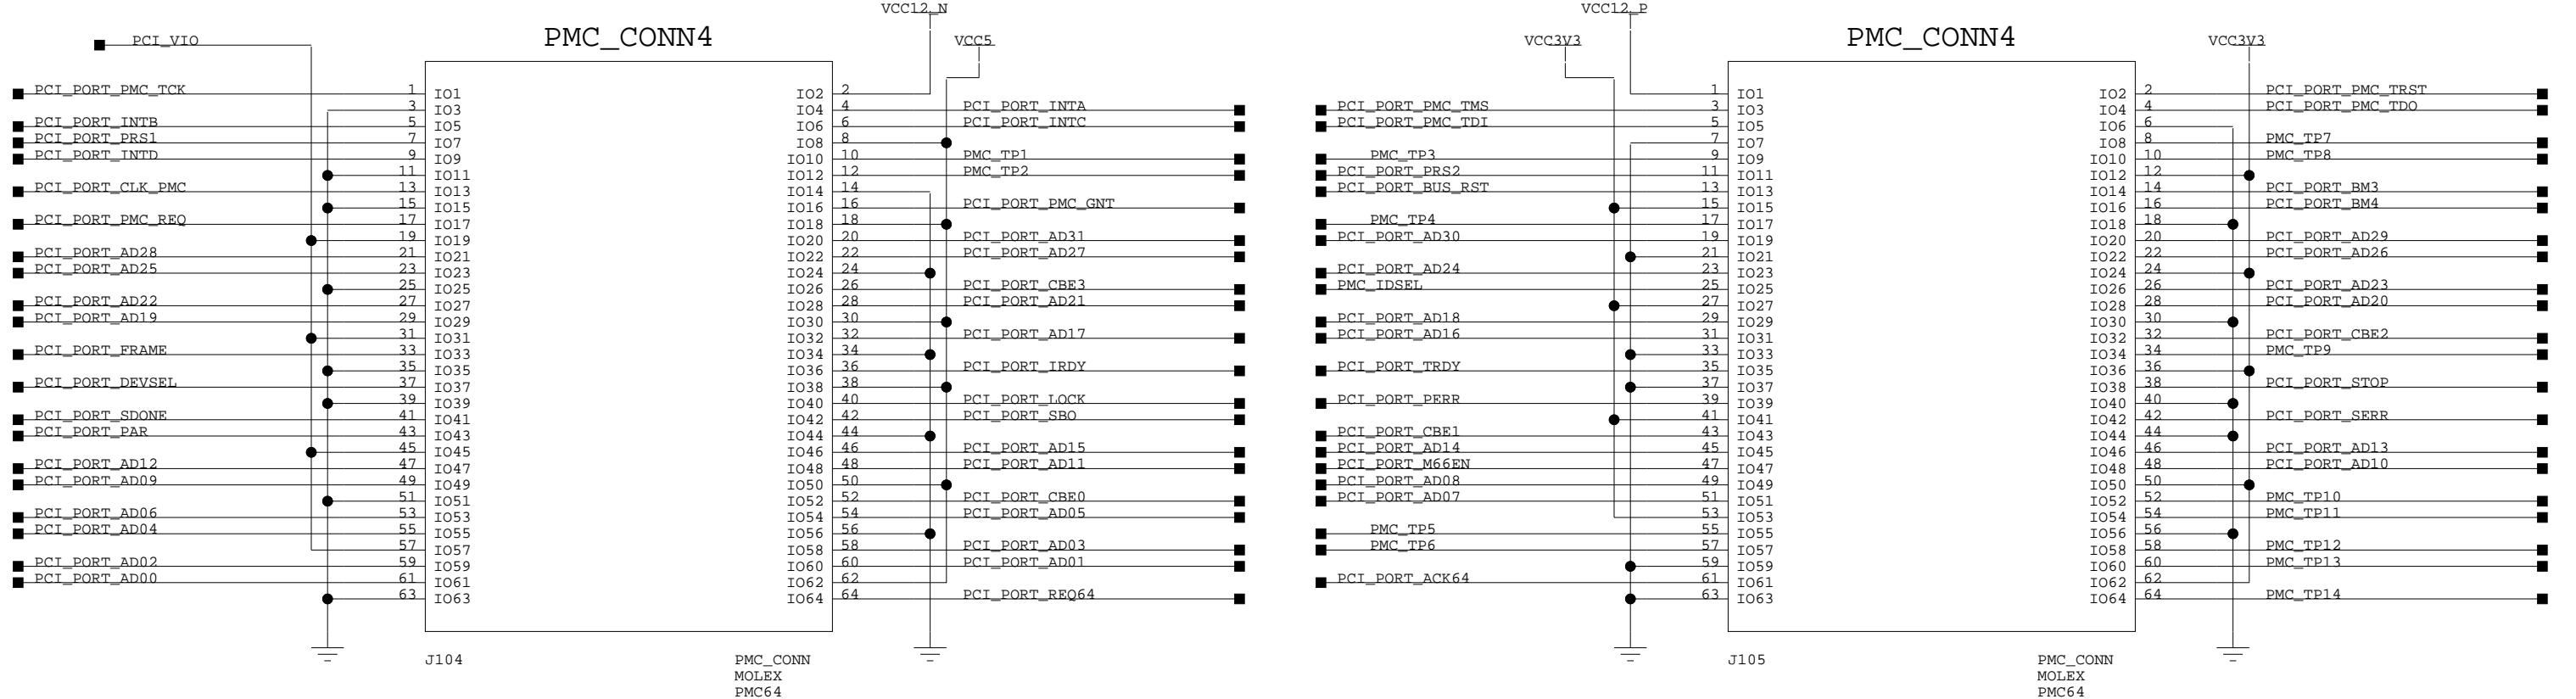 VCC12_N
VCC12_P
PCI_VIO
PMC_CONN4
VCC5
VCC3V3
PMC_CONN4
VCC3V3
PCI_PORT_PMC_TCK 1 IO1
3 IO3
PCI_PORT_INTB 5 IO5
PCI_PORT_PRS1 7 IO7
PCI_PORT_INTD 9 IO9
11 IO11
PCI_PORT_CLK_PMC 13 IO13
15 IO15
PCI_PORT_PMC_REQ 17 IO17
19 IO19
PCI_PORT_AD28 21 IO21
PCI_PORT_AD25 23 IO23
25 IO25
PCI_PORT_AD22 27 IO27
PCI_PORT_AD19 29 IO29
31 IO31
PCI_PORT_FRAME 33 IO33
35 IO35
PCI_PORT_DEVSEL 37 IO37
39 IO39
PCI_PORT_SDONE 41 IO41
PCI_PORT_PAR 43 IO43
45 IO45
PCI_PORT_AD12 47 IO47
PCI_PORT_AD09 49 IO49
51 IO51
PCI_PORT_AD06 53 IO53
PCI_PORT_AD04 55 IO55
57 IO57
PCI_PORT_AD02 59 IO59
PCI_PORT_AD00 61 IO61
63 IO63
IO2 2
IO4 4 PCI_PORT_INTA
IO6 6 PCI_PORT_INTC
IO8 8
IO10 10 PMC_TP1
IO12 12 PMC_TP2
IO14 14
IO16 16 PCI_PORT_PMC_GNT
IO18 18
IO20 20 PCI_PORT_AD31
IO22 22 PCI_PORT_AD27
IO24 24
IO26 26 PCI_PORT_CBE3
IO28 28 PCI_PORT_AD21
IO30 30
IO32 32 PCI_PORT_AD17
IO34 34
IO36 36 PCI_PORT_IRDY
IO38 38
IO40 40 PCI_PORT_LOCK
IO42 42 PCI_PORT_SBO
IO44 44
IO46 46 PCI_PORT_AD15
IO48 48 PCI_PORT_AD11
IO50 50
IO52 52 PCI_PORT_CBE0
IO54 54 PCI_PORT_AD05
IO56 56
IO58 58 PCI_PORT_AD03
IO60 60 PCI_PORT_AD01
IO62 62
IO64 64 PCI_PORT_REQ64
J104
PMC_CONN
MOLEX
PMC64
1 IO1
PCI_PORT_PMC_TMS 3 IO3
PCI_PORT_PMC_TDI 5 IO5
7 IO7
PMC_TP3 9 IO9
PCI_PORT_PRS2 11 IO11
PCI_PORT_BUS_RST 13 IO13
15 IO15
PMC_TP4 17 IO17
PCI_PORT_AD30 19 IO19
21 IO21
PCI_PORT_AD24 23 IO23
PMC_IDSEL 25 IO25
27 IO27
PCI_PORT_AD18 29 IO29
PCI_PORT_AD16 31 IO31
33 IO33
PCI_PORT_TRDY 35 IO35
37 IO37
PCI_PORT_PERR 39 IO39
41 IO41
PCI_PORT_CBE1 43 IO43
PCI_PORT_AD14 45 IO45
PCI_PORT_M66EN 47 IO47
PCI_PORT_AD08 49 IO49
PCI_PORT_AD07 51 IO51
53 IO53
PMC_TP5 55 IO55
PMC_TP6 57 IO57
59 IO59
PCI_PORT_ACK64 61 IO61
63 IO63
IO2 2 PCI_PORT_PMC_TRST
IO4 4 PCI_PORT_PMC_TDO
IO6 6
IO8 8 PMC_TP7
IO10 10 PMC_TP8
IO12 12
IO14 14 PCI_PORT_BM3
IO16 16 PCI_PORT_BM4
IO18 18
IO20 20 PCI_PORT_AD29
IO22 22 PCI_PORT_AD26
IO24 24
IO26 26 PCI_PORT_AD23
IO28 28 PCI_PORT_AD20
IO30 30
IO32 32 PCI_PORT_CBE2
IO34 34 PMC_TP9
IO36 36
IO38 38 PCI_PORT_STOP
IO40 40
IO42 42 PCI_PORT_SERR
IO44 44
IO46 46 PCI_PORT_AD13
IO48 48 PCI_PORT_AD10
IO50 50
IO52 52 PMC_TP10
IO54 54 PMC_TP11
IO56 56
IO58 58 PMC_TP12
IO60 60 PMC_TP13
IO62 62
IO64 64 PMC_TP14
J105
PMC_CONN
MOLEX
PMC64